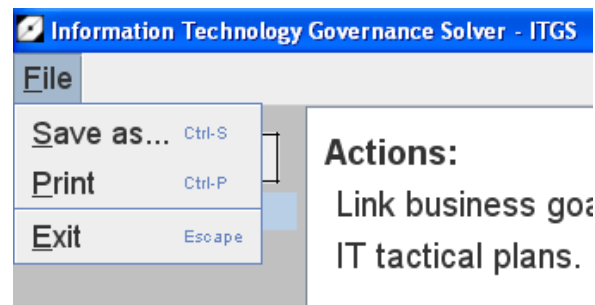 Information Technology Governance Solver - ITGS
File
Save as... Ctrl-S
Print Ctrl-P
Exit Escape
Actions:
Link business goa
IT tactical plans.